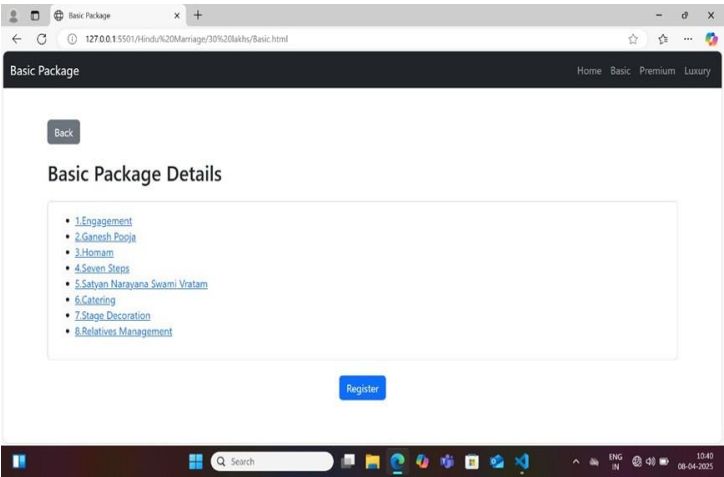 Basic Package
127.0.0.1:5501/Hindu%20Marriage/30%20lakhs/Basic.html
Basic Package
Home Basic Premium Luxury
Back
Basic Package Details
1.Engagement
2.Ganesh Pooja
3.Homam
4.Seven Steps
5.Satyan Narayana Swami Vratam
6.Catering
7.Stage Decoration
8.Relatives Management
Register
Search
ENG
IN
10:40
08-04-2025